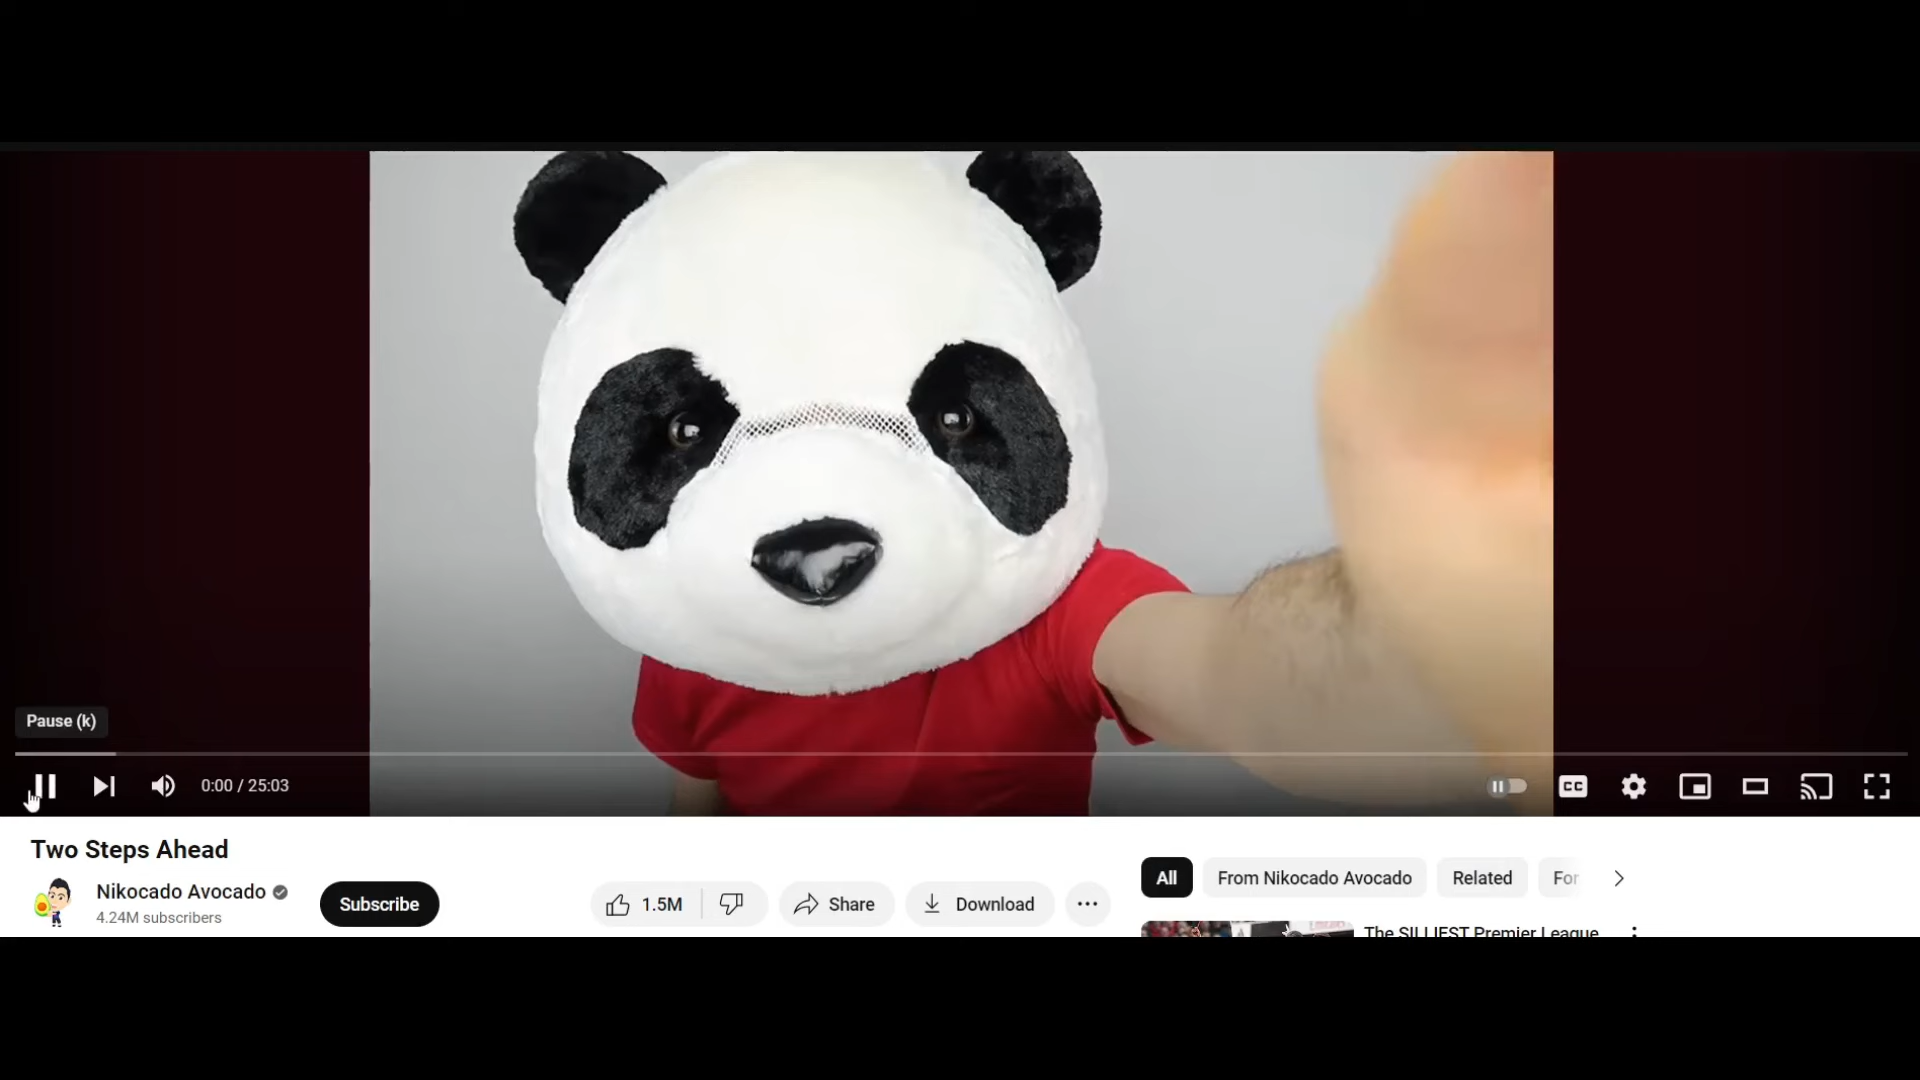 Pause (k)
0:00 / 25:03
CC
Two Steps Ahead
Nikocado Avocado
4.24M subscribers
Subscribe
1.5M
Share
Download
All
From Nikocado Avocado
Related
For
The SILLIEST Premier League